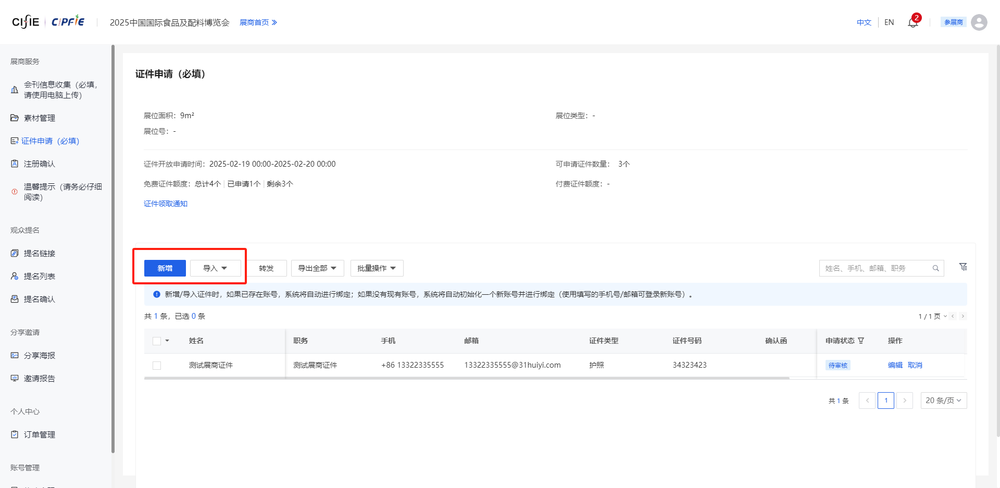 CIFIE CIPFIE 2025中国国际食品及配料博览会 展商首页 中文 EN 2 参展商
展商服务
会刊信息收集（必填，
请使用电脑上传）
素材管理
证件申请（必填）
注册确认
温馨提示（请务必仔细
阅读）
观众提名
提名链接
提名列表
提名确认
分享邀请
分享海报
邀请报告
个人中心
订单管理
账号管理
证件申请（必填）
展位面积：9m² 展位类型：-
展位号：-
证件开放申请时间：2025-02-19 00:00-2025-02-20 00:00 可申请证件数量： 3个
免费证件额度：总计4个 已申请1个 剩余3个 付费证件额度：-
证件领取通知
新增 导入 转发 导出全部 批量操作 姓名、手机、邮箱、职务
新增/导入证件时，如果已存在账号，系统将自动进行绑定；如果没有现有账号，系统将自动初始化一个新账号并进行绑定（使用填写的手机号/邮箱可登录新账号）。
共 1 条，已选 0 条 1 / 1 页
姓名 职务 手机 邮箱 证件类型 证件号码 确认函 申请状态 操作
测试展商证件 测试展商证件 +86 13322335555 13322335555@31huiyi.com 护照 34323423 待审核 编辑 取消
共 1 条 1 20 条/页